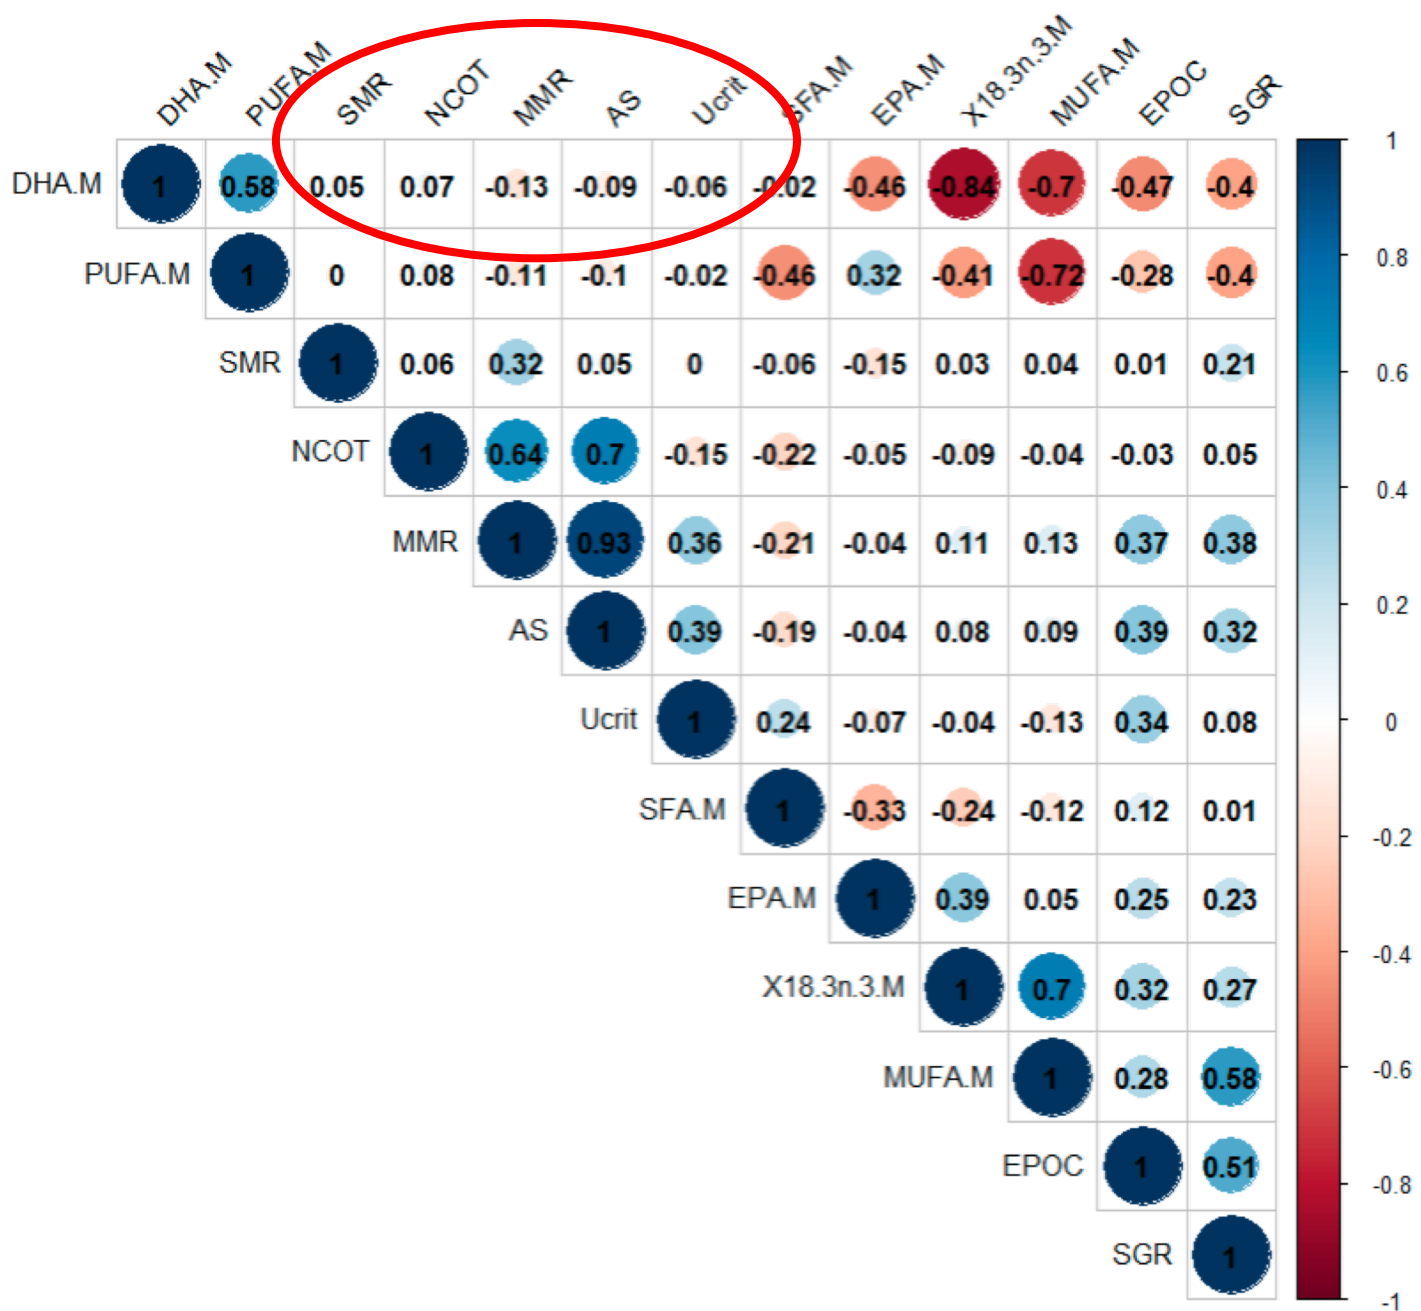 DHA.M PUFA.M SMR NCOT MMR AS Ucrit SFA.M EPA.M X18.3n.3.M MUFA.M EPOC SGR
DHA.M 1 0.58 0.05 0.07 -0.13 -0.09 -0.06 -0.02 -0.46 -0.84 -0.7 -0.47 -0.4
PUFA.M 1 0 0.08 -0.11 -0.1 -0.02 -0.46 0.32 -0.41 -0.72 -0.28 -0.4
SMR 1 0.06 0.32 0.05 0 -0.06 -0.15 0.03 0.04 0.01 0.21
NCOT 1 0.64 0.7 -0.15 -0.22 -0.05 -0.09 -0.04 -0.03 0.05
MMR 1 0.93 0.36 -0.21 -0.04 0.11 0.13 0.37 0.38
AS 1 0.39 -0.19 -0.04 0.08 0.09 0.39 0.32
Ucrit 1 0.24 -0.07 -0.04 -0.13 0.34 0.08
SFA.M 1 -0.33 -0.24 -0.12 0.12 0.01
EPA.M 1 0.39 0.05 0.25 0.23
X18.3n.3.M 1 0.7 0.32 0.27
MUFA.M 1 0.28 0.58
EPOC 1 0.51
SGR 1
1
0.8
0.6
0.4
0.2
0
-0.2
-0.4
-0.6
-0.8
-1